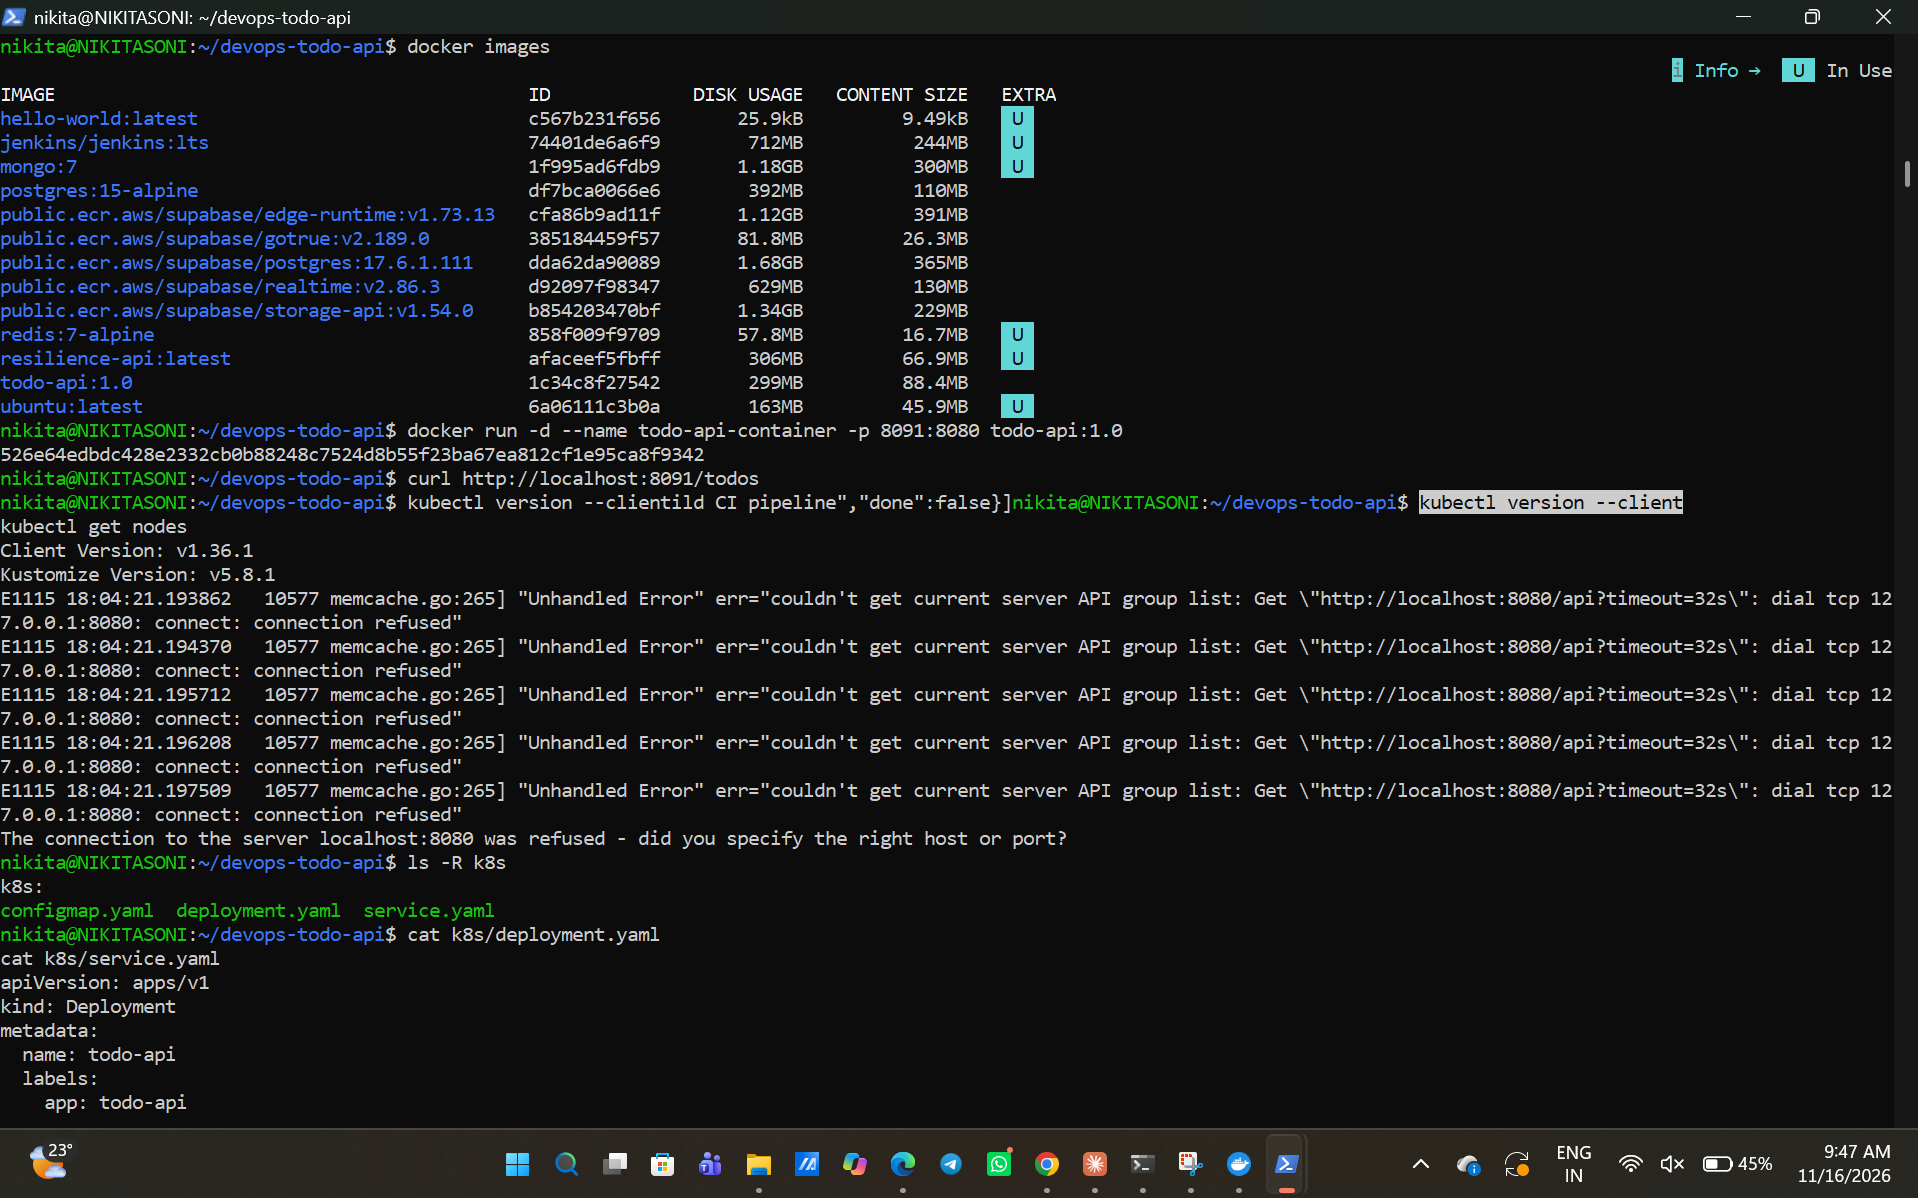 nikita@NIKITASONI: ~/devops-todo-api
nikita@NIKITASONI:~/devops-todo-api$ docker images
i Info → U In Use
IMAGE ID DISK USAGE CONTENT SIZE EXTRA
hello-world:latest c567b231f656 25.9kB 9.49kB U
jenkins/jenkins:lts 74401de6a6f9 712MB 244MB U
mongo:7 1f995ad6fdb9 1.18GB 300MB U
postgres:15-alpine df7bca0066e6 392MB 110MB
public.ecr.aws/supabase/edge-runtime:v1.73.13 cfa86b9ad11f 1.12GB 391MB
public.ecr.aws/supabase/gotrue:v2.189.0 385184459f57 81.8MB 26.3MB
public.ecr.aws/supabase/postgres:17.6.1.111 dda62da90089 1.68GB 365MB
public.ecr.aws/supabase/realtime:v2.86.3 d92097f98347 629MB 130MB
public.ecr.aws/supabase/storage-api:v1.54.0 b854203470bf 1.34GB 229MB
redis:7-alpine 858f009f9709 57.8MB 16.7MB U
resilience-api:latest afaceef5fbff 306MB 66.9MB U
todo-api:1.0 1c34c8f27542 299MB 88.4MB
ubuntu:latest 6a06111c3b0a 163MB 45.9MB U
nikita@NIKITASONI:~/devops-todo-api$ docker run -d --name todo-api-container -p 8091:8080 todo-api:1.0
526e64edbdc428e2332cb0b88248c7524d8b55f23ba67ea812cf1e95ca8f9342
nikita@NIKITASONI:~/devops-todo-api$ curl http://localhost:8091/todos
nikita@NIKITASONI:~/devops-todo-api$ kubectl version --clientild CI pipeline","done":false}]nikita@NIKITASONI:~/devops-todo-api$ kubectl version --client
kubectl get nodes
Client Version: v1.36.1
Kustomize Version: v5.8.1
E1115 18:04:21.193862 10577 memcache.go:265] "Unhandled Error" err="couldn't get current server API group list: Get \"http://localhost:8080/api?timeout=32s\": dial tcp 12
7.0.0.1:8080: connect: connection refused"
E1115 18:04:21.194370 10577 memcache.go:265] "Unhandled Error" err="couldn't get current server API group list: Get \"http://localhost:8080/api?timeout=32s\": dial tcp 12
7.0.0.1:8080: connect: connection refused"
E1115 18:04:21.195712 10577 memcache.go:265] "Unhandled Error" err="couldn't get current server API group list: Get \"http://localhost:8080/api?timeout=32s\": dial tcp 12
7.0.0.1:8080: connect: connection refused"
E1115 18:04:21.196208 10577 memcache.go:265] "Unhandled Error" err="couldn't get current server API group list: Get \"http://localhost:8080/api?timeout=32s\": dial tcp 12
7.0.0.1:8080: connect: connection refused"
E1115 18:04:21.197509 10577 memcache.go:265] "Unhandled Error" err="couldn't get current server API group list: Get \"http://localhost:8080/api?timeout=32s\": dial tcp 12
7.0.0.1:8080: connect: connection refused"
The connection to the server localhost:8080 was refused - did you specify the right host or port?
nikita@NIKITASONI:~/devops-todo-api$ ls -R k8s
k8s:
configmap.yaml deployment.yaml service.yaml
nikita@NIKITASONI:~/devops-todo-api$ cat k8s/deployment.yaml
cat k8s/service.yaml
apiVersion: apps/v1
kind: Deployment
metadata:
  name: todo-api
  labels:
    app: todo-api
23°
ENG
IN
45%
9:47 AM
11/16/2026